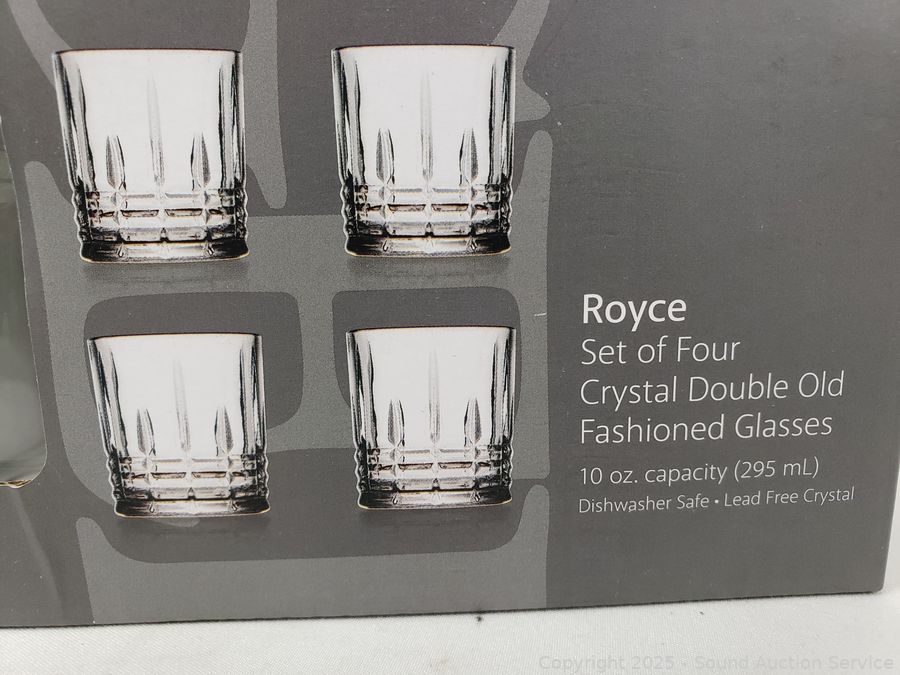 Royce
Set of Four
Crystal Double Old
Fashioned Glasses
10 oz. capacity (295 mL)
Dishwasher Safe • Lead Free Crystal
Copyright 2025 - Sound Auction Service